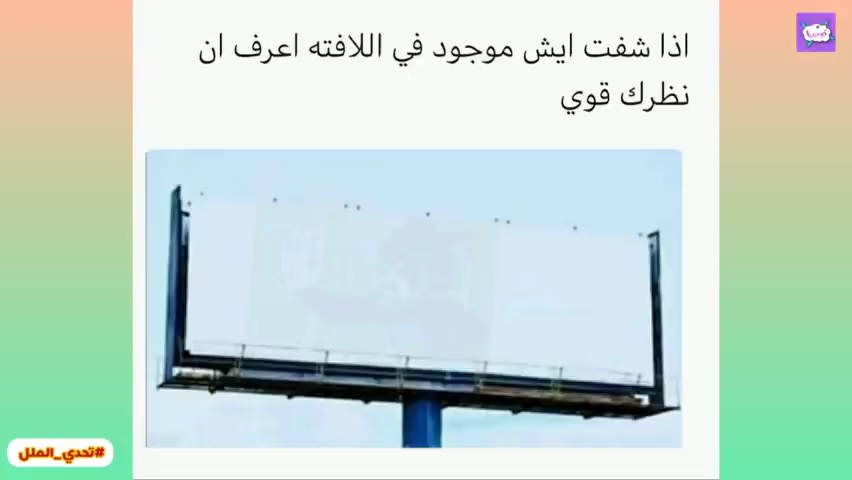 اذا شفت ايش موجود في اللافته اعرف ان
نظرك قوي
#تحدي_الملل